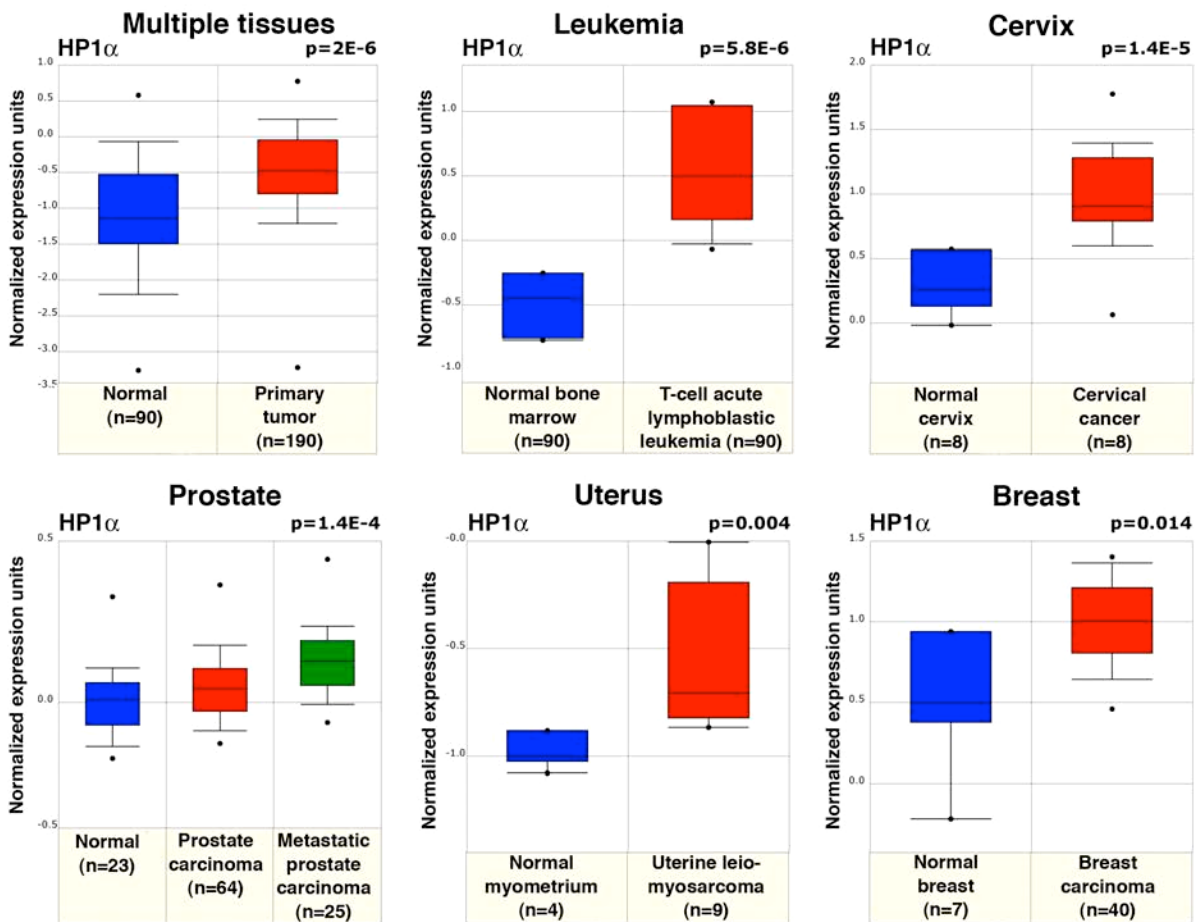 Multiple tissues
HP1α p=2E-6
Normalized expression units
1.0
0.5
0.0
-0.5
-1.0
-1.5
-2.0
-2.5
-3.0
-3.5
Normal
(n=90)
Primary
tumor
(n=190)
Leukemia
HP1α p=5.8E-6
Normalized expression units
1.0
0.5
0.0
-0.5
-1.0
Normal bone
marrow
(n=90)
T-cell acute
lymphoblastic
leukemia (n=90)
Cervix
HP1α p=1.4E-5
Normalized expression units
2.0
1.5
1.0
0.5
0.0
Normal
cervix
(n=8)
Cervical
cancer
(n=8)
Prostate
HP1α p=1.4E-4
Normalized expression units
0.5
0.0
-0.5
Normal
(n=23)
Prostate
carcinoma
(n=64)
Metastatic
prostate
carcinoma
(n=25)
Uterus
HP1α p=0.004
Normalized expression units
-0.0
-0.5
-1.0
Normal
myometrium
(n=4)
Uterine leio-
myosarcoma
(n=9)
Breast
HP1α p=0.014
Normalized expression units
1.5
1.0
0.5
0.0
Normal
breast
(n=7)
Breast
carcinoma
(n=40)